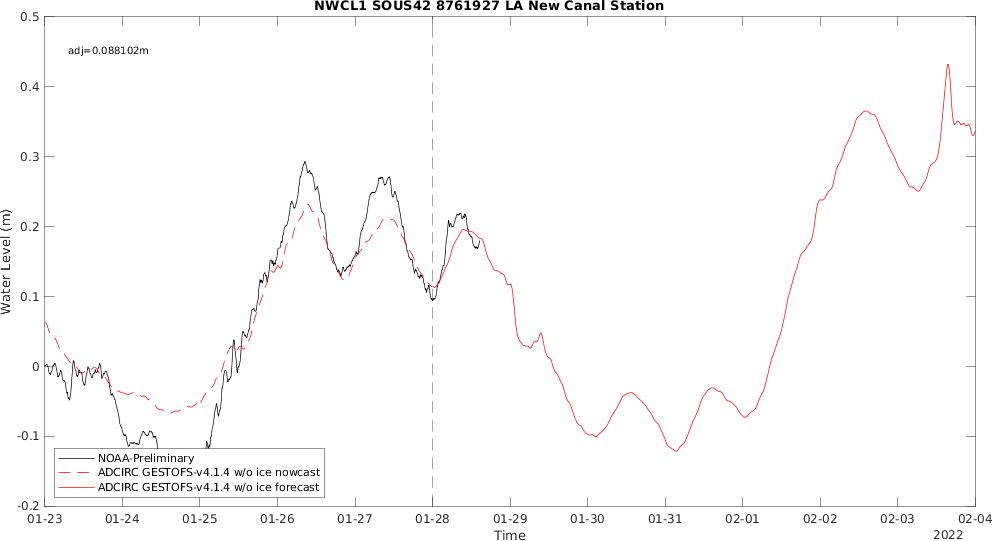 NWCL1 SOUS42 8761927 LA New Canal Station
adj=0.088102m
Water Level (m)
0.5
0.4
0.3
0.2
0.1
0
-0.1
-0.2
NOAA-Preliminary
ADCIRC GESTOFS-v4.1.4 w/o ice nowcast
ADCIRC GESTOFS-v4.1.4 w/o ice forecast
01-23 01-24 01-25 01-26 01-27 01-28 01-29 01-30 01-31 02-01 02-02 02-03 02-04
Time
2022